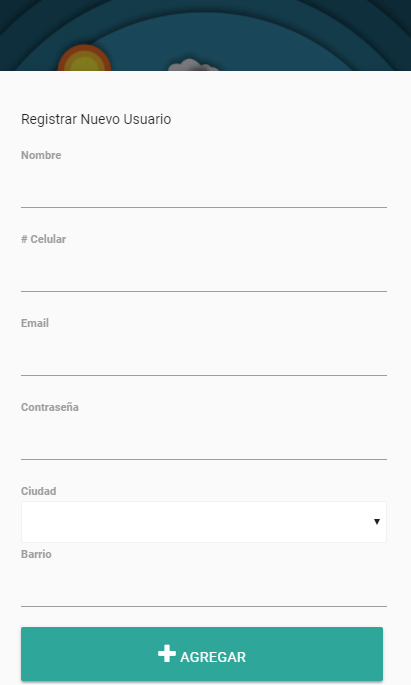 Registrar Nuevo Usuario
Nombre
# Celular
Email
Contraseña
Ciudad
Barrio
AGREGAR